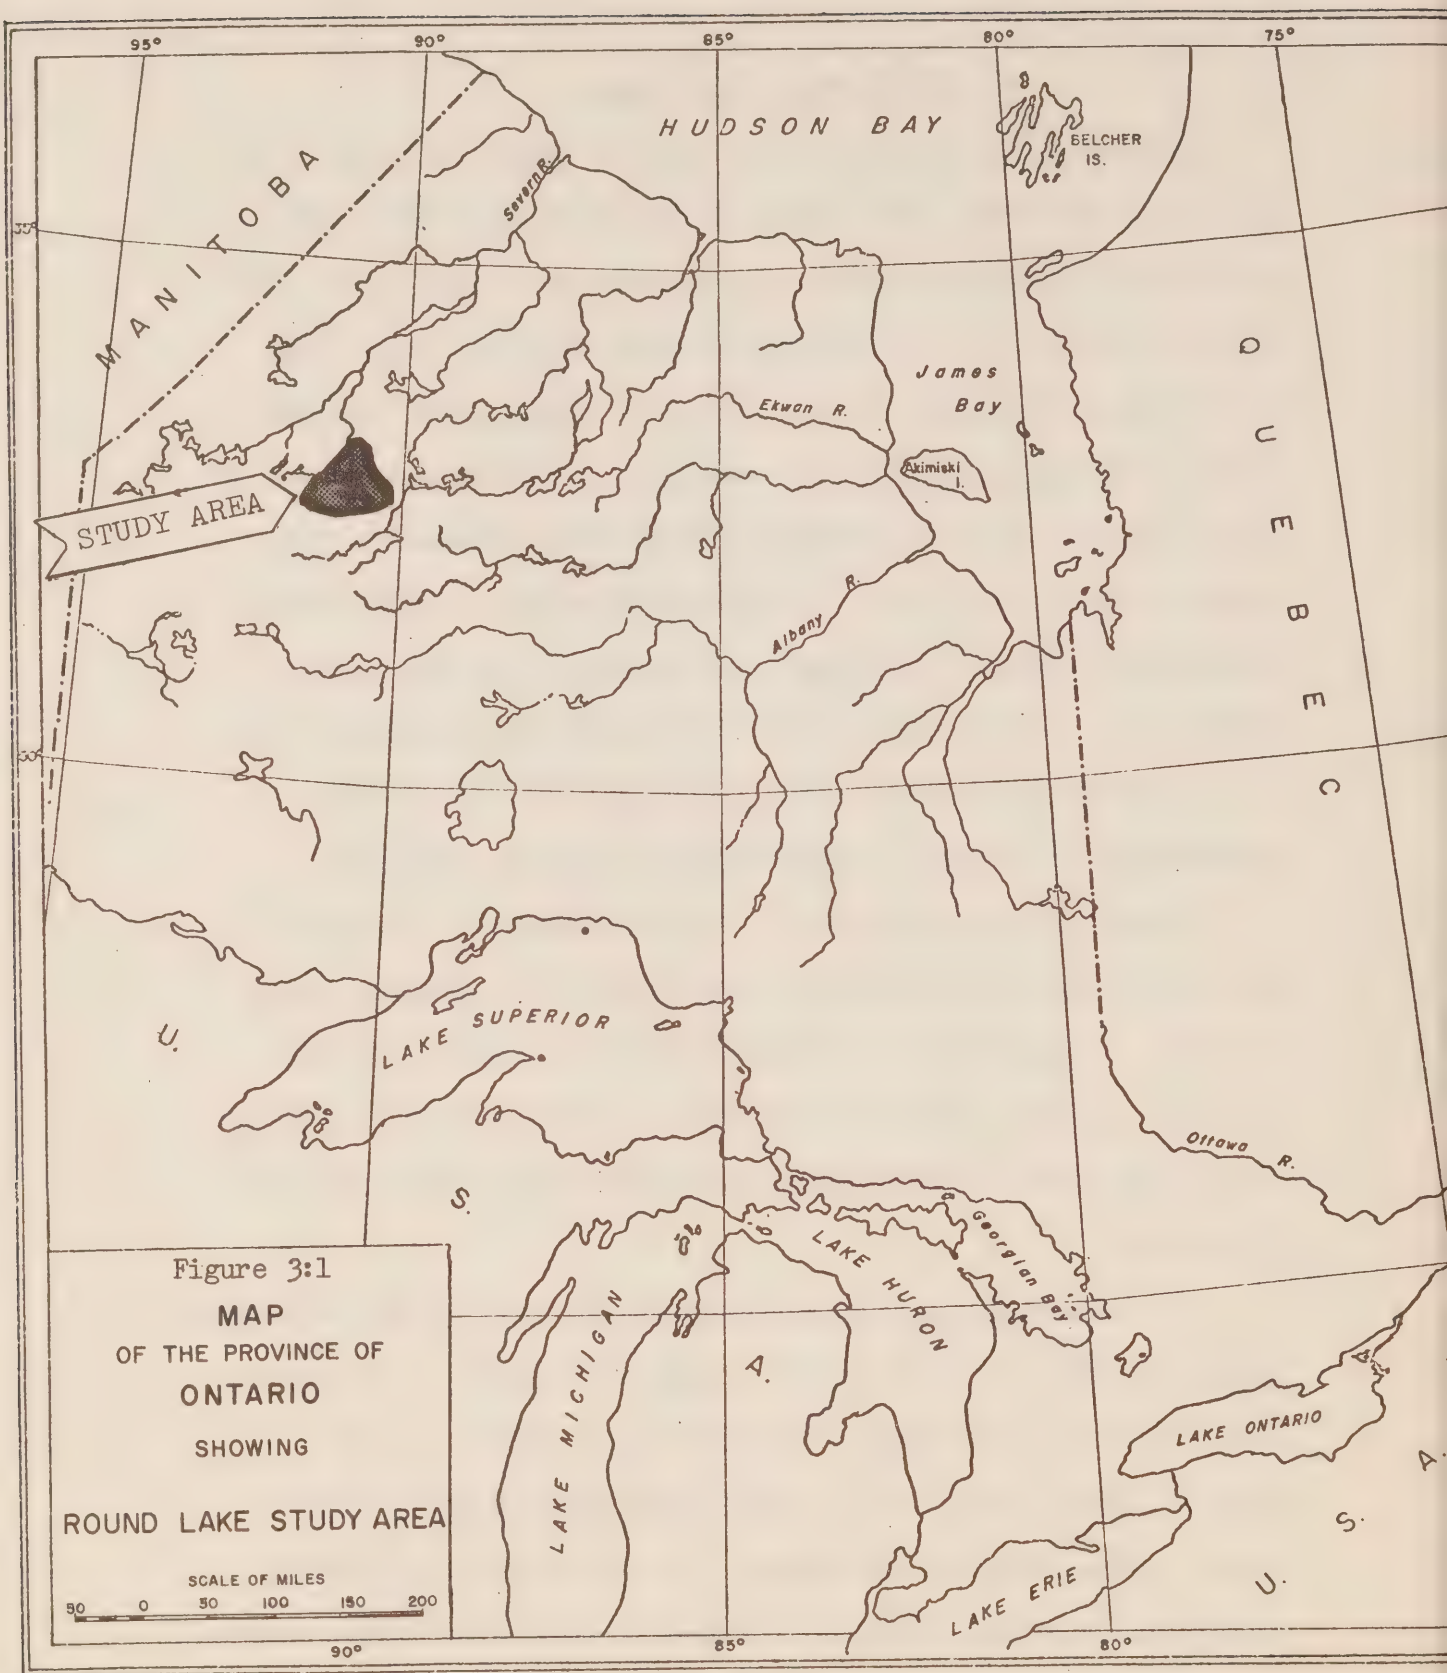 95° 90° 85° 80° 75°
HUDSON BAY
BELCHER
IS.
MANITOBA
Severn R.
55°
QUEBEC
James
Bay
Ekwan R.
Akimiski
I.
STUDY AREA
Albany R.
50°
LAKE SUPERIOR
U.
S.
A.
Ottawa R.
Georgian Bay
LAKE HURON
LAKE MICHIGAN
LAKE ONTARIO
LAKE ERIE
U. S. A.
Figure 3:1
MAP
OF THE PROVINCE OF
ONTARIO
SHOWING
ROUND LAKE STUDY AREA
SCALE OF MILES
50 0 50 100 150 200
90° 85° 80°